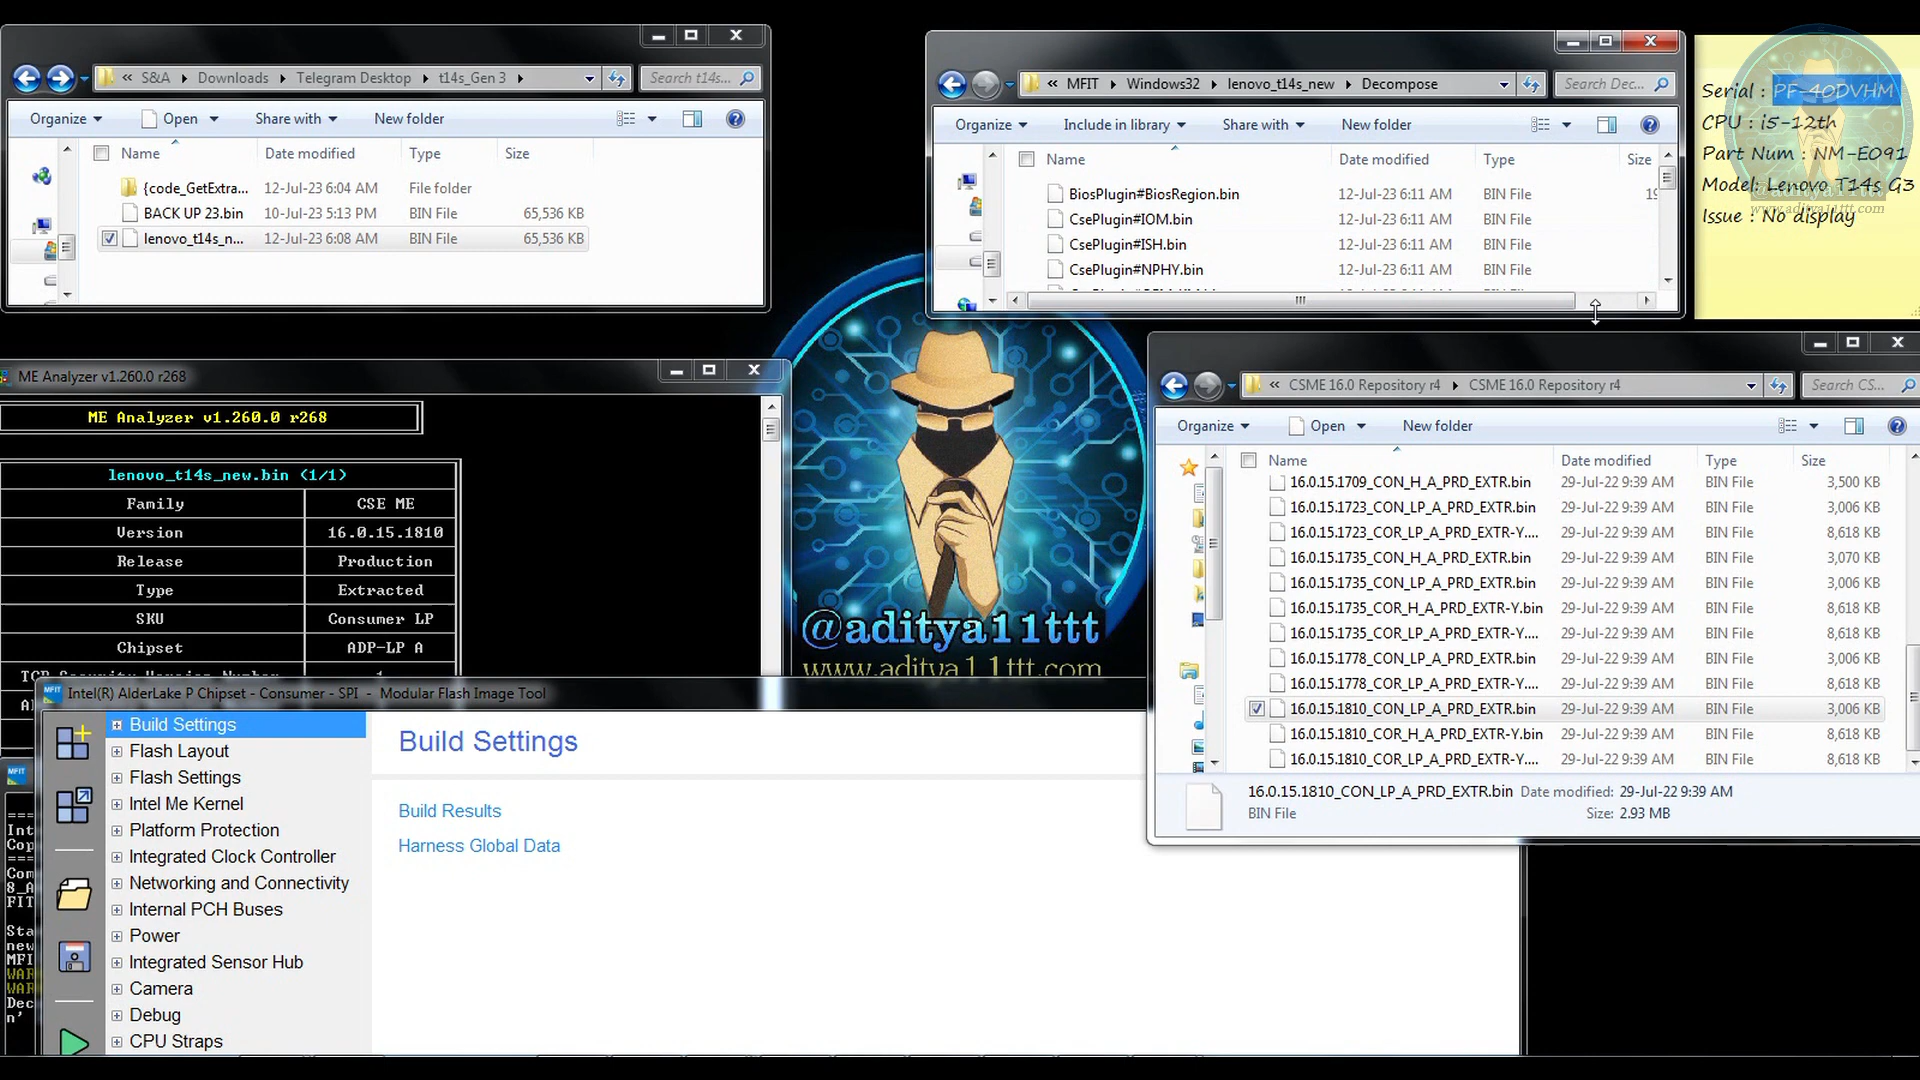 « S&A ▸ Downloads ▸ Telegram Desktop ▸ t14s_Gen 3 ▸
Search t14s...
Organize Open Share with New folder
Name Date modified Type Size
{code_GetExtra... 12-Jul-23 6:04 AM File folder
BACK UP 23.bin 10-Jul-23 5:13 PM BIN File 65,536 KB
lenovo_t14s_n... 12-Jul-23 6:08 AM BIN File 65,536 KB
« MFIT ▸ Windows32 ▸ lenovo_t14s_new ▸ Decompose
Search Dec...
Organize Include in library Share with New folder
Name Date modified Type Size
BiosPlugin#BiosRegion.bin 12-Jul-23 6:11 AM BIN File 19
CsePlugin#IOM.bin 12-Jul-23 6:11 AM BIN File
CsePlugin#ISH.bin 12-Jul-23 6:11 AM BIN File
CsePlugin#NPHY.bin 12-Jul-23 6:11 AM BIN File
Serial : PF-40DVHM
CPU : i5-12th
Part Num : NM-E091
Model: Lenovo T14s G3
Issue : No display
@aditya11ttt
www.aditya11ttt.com
ME Analyzer v1.260.0 r268
ME Analyzer v1.260.0 r268
lenovo_t14s_new.bin (1/1)
Family CSE ME
Version 16.0.15.1810
Release Production
Type Extracted
SKU Consumer LP
Chipset ADP-LP A
TCB Security Version Number 1
@aditya11ttt
www.aditya11ttt.com
« CSME 16.0 Repository r4 ▸ CSME 16.0 Repository r4
Search CS...
Organize Open New folder
Name Date modified Type Size
16.0.15.1709_CON_H_A_PRD_EXTR.bin 29-Jul-22 9:39 AM BIN File 3,500 KB
16.0.15.1723_CON_LP_A_PRD_EXTR.bin 29-Jul-22 9:39 AM BIN File 3,006 KB
16.0.15.1723_COR_LP_A_PRD_EXTR-Y.... 29-Jul-22 9:39 AM BIN File 8,618 KB
16.0.15.1735_CON_H_A_PRD_EXTR.bin 29-Jul-22 9:39 AM BIN File 3,070 KB
16.0.15.1735_CON_LP_A_PRD_EXTR.bin 29-Jul-22 9:39 AM BIN File 3,006 KB
16.0.15.1735_COR_H_A_PRD_EXTR-Y.bin 29-Jul-22 9:39 AM BIN File 8,618 KB
16.0.15.1735_COR_LP_A_PRD_EXTR-Y.... 29-Jul-22 9:39 AM BIN File 8,618 KB
16.0.15.1778_CON_LP_A_PRD_EXTR.bin 29-Jul-22 9:39 AM BIN File 3,006 KB
16.0.15.1778_COR_LP_A_PRD_EXTR-Y.... 29-Jul-22 9:39 AM BIN File 8,618 KB
16.0.15.1810_CON_LP_A_PRD_EXTR.bin 29-Jul-22 9:39 AM BIN File 3,006 KB
16.0.15.1810_COR_H_A_PRD_EXTR-Y.bin 29-Jul-22 9:39 AM BIN File 8,618 KB
16.0.15.1810_COR_LP_A_PRD_EXTR-Y.... 29-Jul-22 9:39 AM BIN File 8,618 KB
16.0.15.1810_CON_LP_A_PRD_EXTR.bin Date modified: 29-Jul-22 9:39 AM
BIN File Size: 2.93 MB
MFIT Intel(R) AlderLake P Chipset - Consumer - SPI - Modular Flash Image Tool
Build Settings
Flash Layout
Flash Settings
Intel Me Kernel
Platform Protection
Integrated Clock Controller
Networking and Connectivity
Internal PCH Buses
Power
Integrated Sensor Hub
Camera
Debug
CPU Straps
Build Settings
Build Results
Harness Global Data
MFIT
Int
Cop
Com
8_A
FIT
Sta
new
MFI
WAR
WAR
Dec
n'